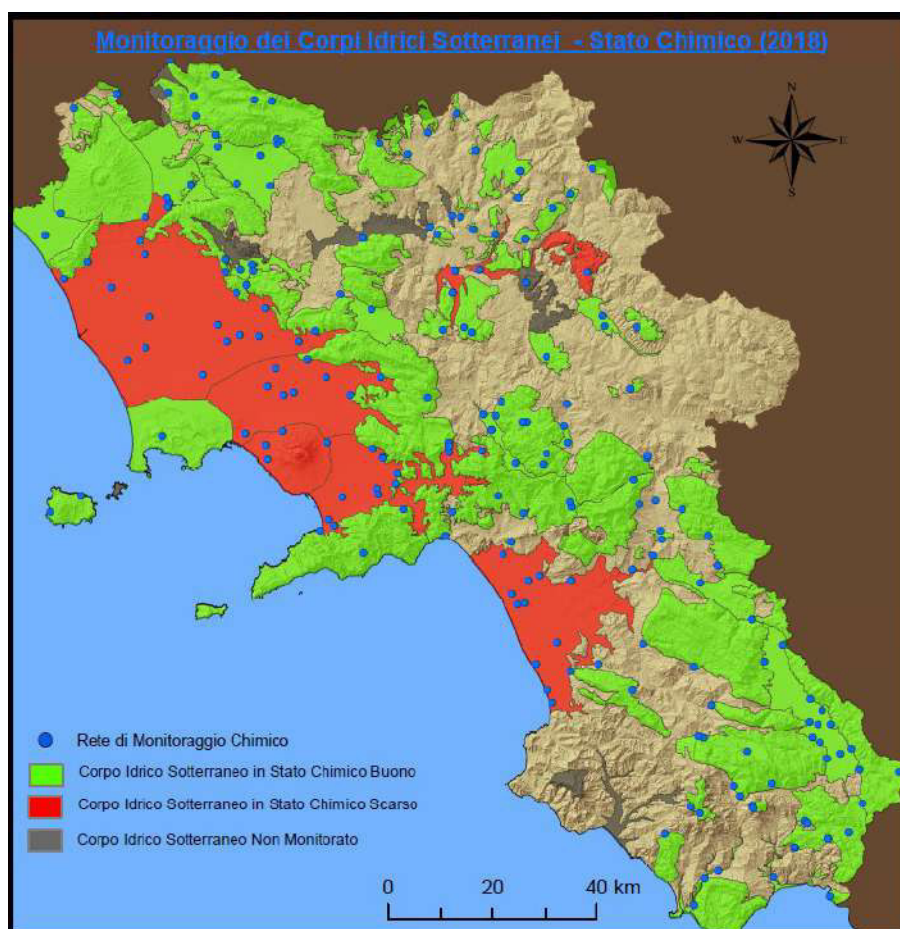 Monitoraggio dei Corpi Idrici Sotterranei - Stato Chimico (2018)
N
W E
S
Rete di Monitoraggio Chimico
Corpo Idrico Sotterraneo in Stato Chimico Buono
Corpo Idrico Sotterraneo in Stato Chimico Scarso
Corpo Idrico Sotterraneo Non Monitorato
0 20 40 km